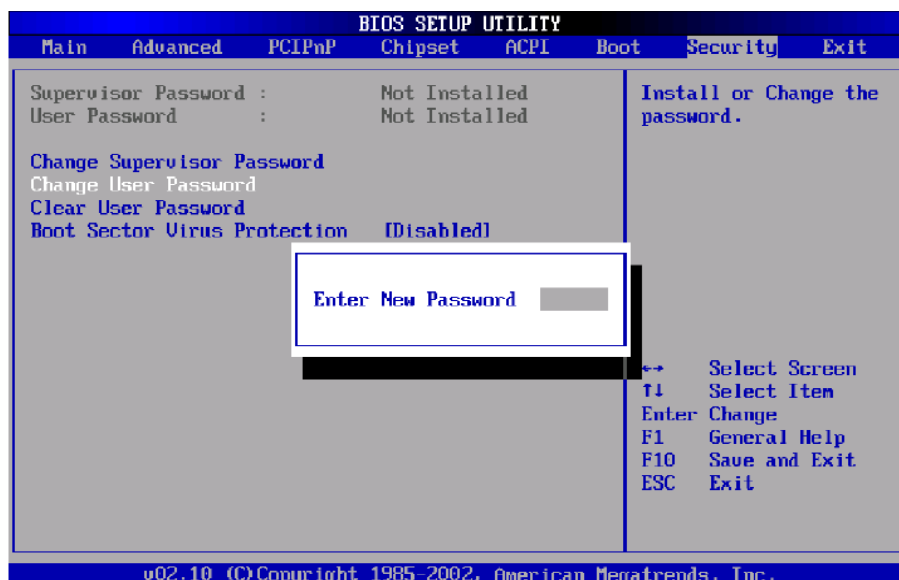 BIOS SETUP UTILITY
Main Advanced PCIPnP Chipset ACPI Boot Security Exit
Supervisor Password : Not Installed
User Password : Not Installed
Change Supervisor Password
Change User Password
Clear User Password
Boot Sector Virus Protection [Disabled]
Enter New Password
Install or Change the
password.
←→ Select Screen
↑↓ Select Item
Enter Change
F1 General Help
F10 Save and Exit
ESC Exit
v02.10 (C)Copyright 1985-2002, American Megatrends, Inc.